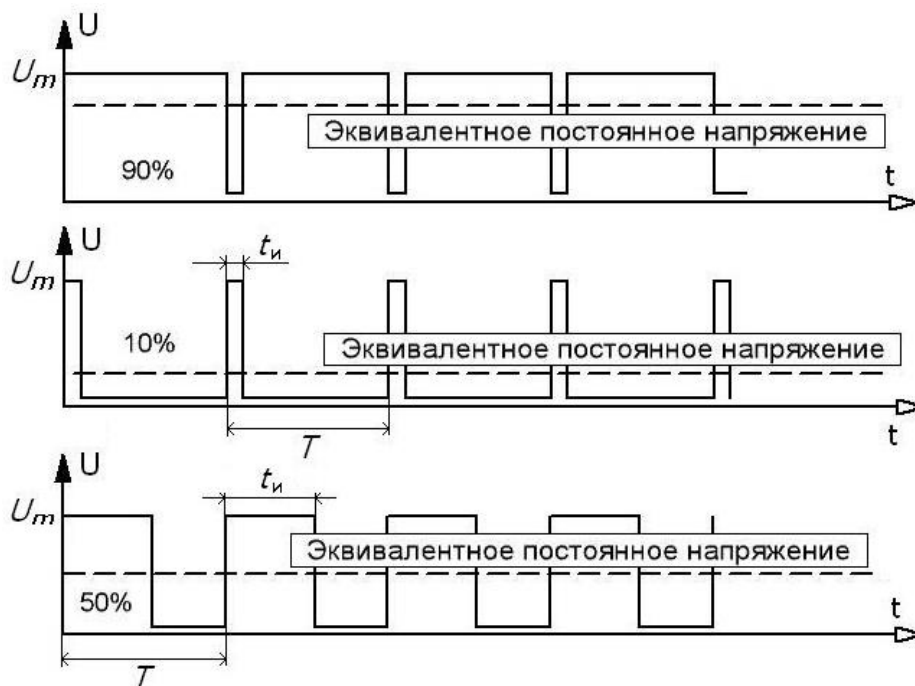 U
Um
Эквивалентное постоянное напряжение
90%
t
U
tи
Um
10%
Эквивалентное постоянное напряжение
T
t
U
tи
Um
Эквивалентное постоянное напряжение
50%
t
T